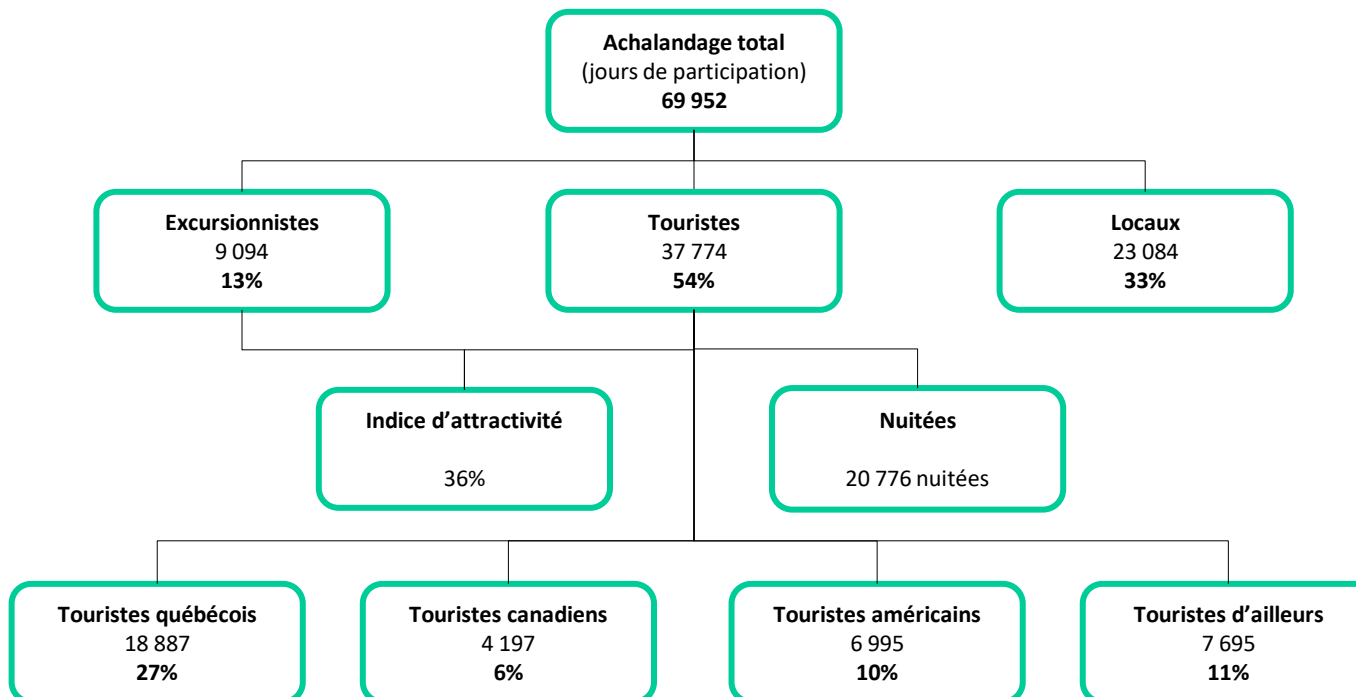 Achalandage total
(jours de participation)
69 952
Excursionnistes
9 094
13%
Touristes
37 774
54%
Locaux
23 084
33%
Indice d’attractivité
36%
Nuitées
20 776 nuitées
Touristes québécois
18 887
27%
Touristes canadiens
4 197
6%
Touristes américains
6 995
10%
Touristes d’ailleurs
7 695
11%